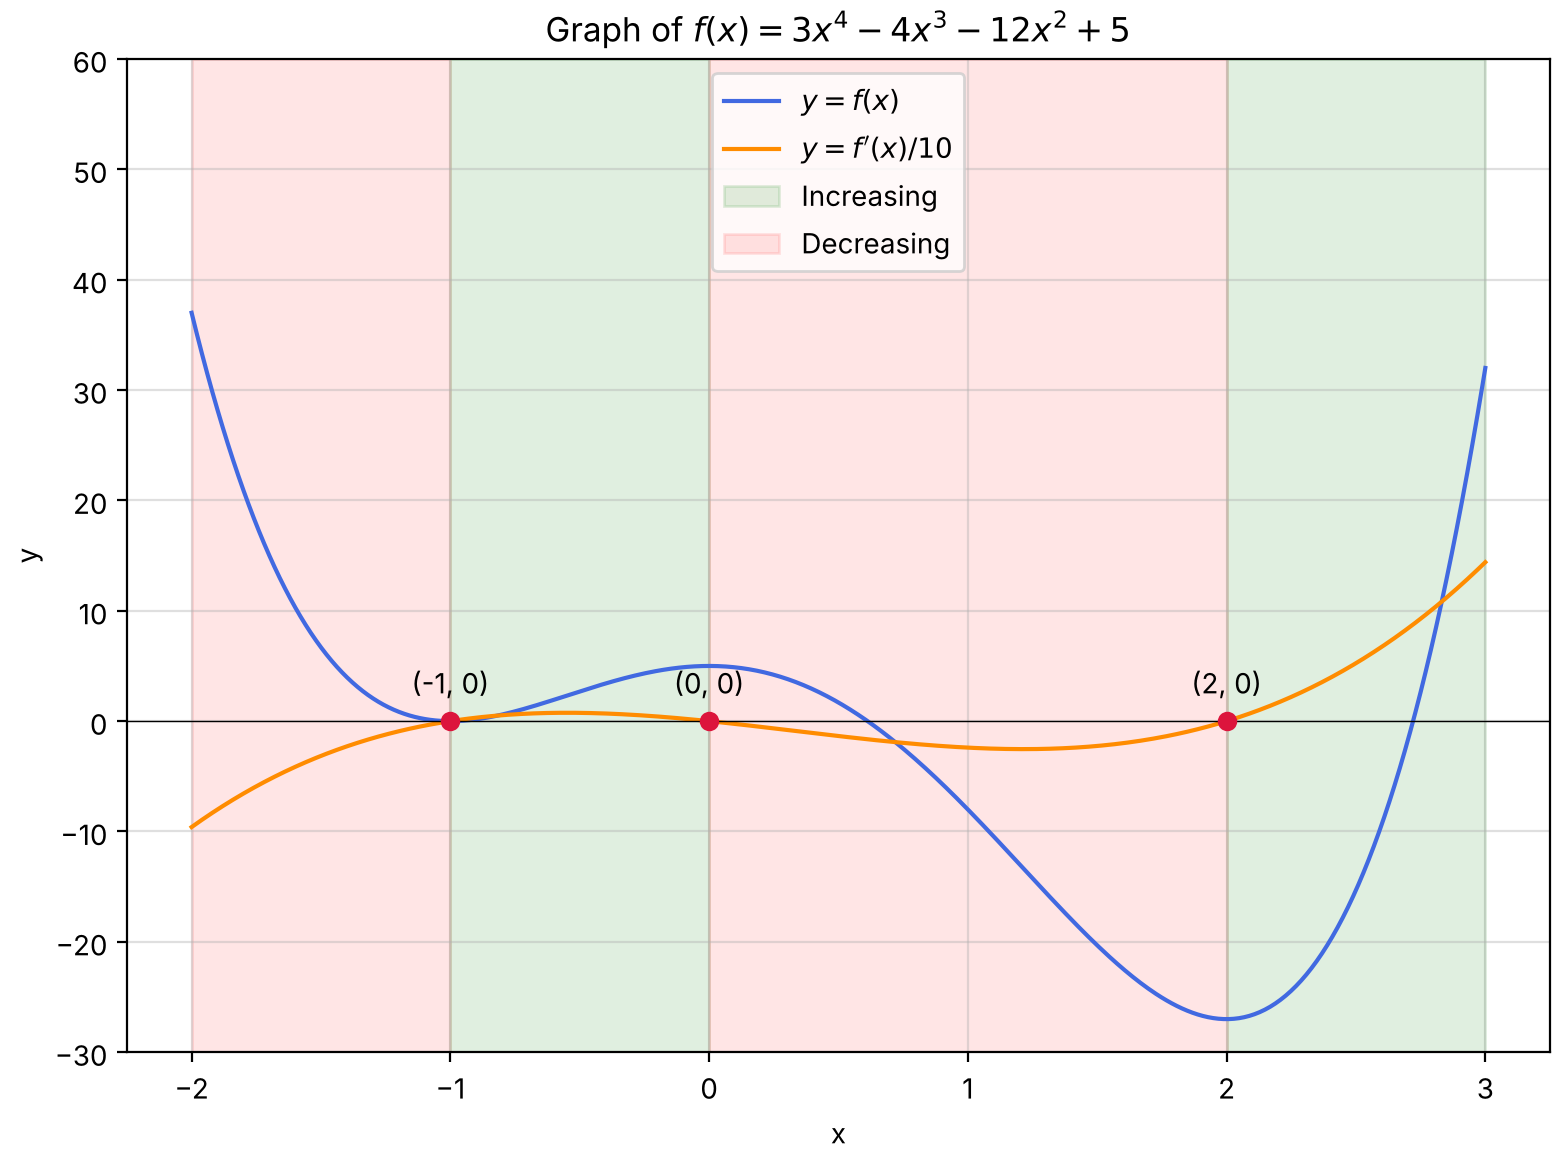 Graph of f(x) = 3x⁴ − 4x³ − 12x² + 5
60
50
40
30
20
10
0
−10
−20
−30
y
y = f(x)
y = f′(x)/10
Increasing
Decreasing
(-1, 0)
(0, 0)
(2, 0)
−2
−1
0
1
2
3
x